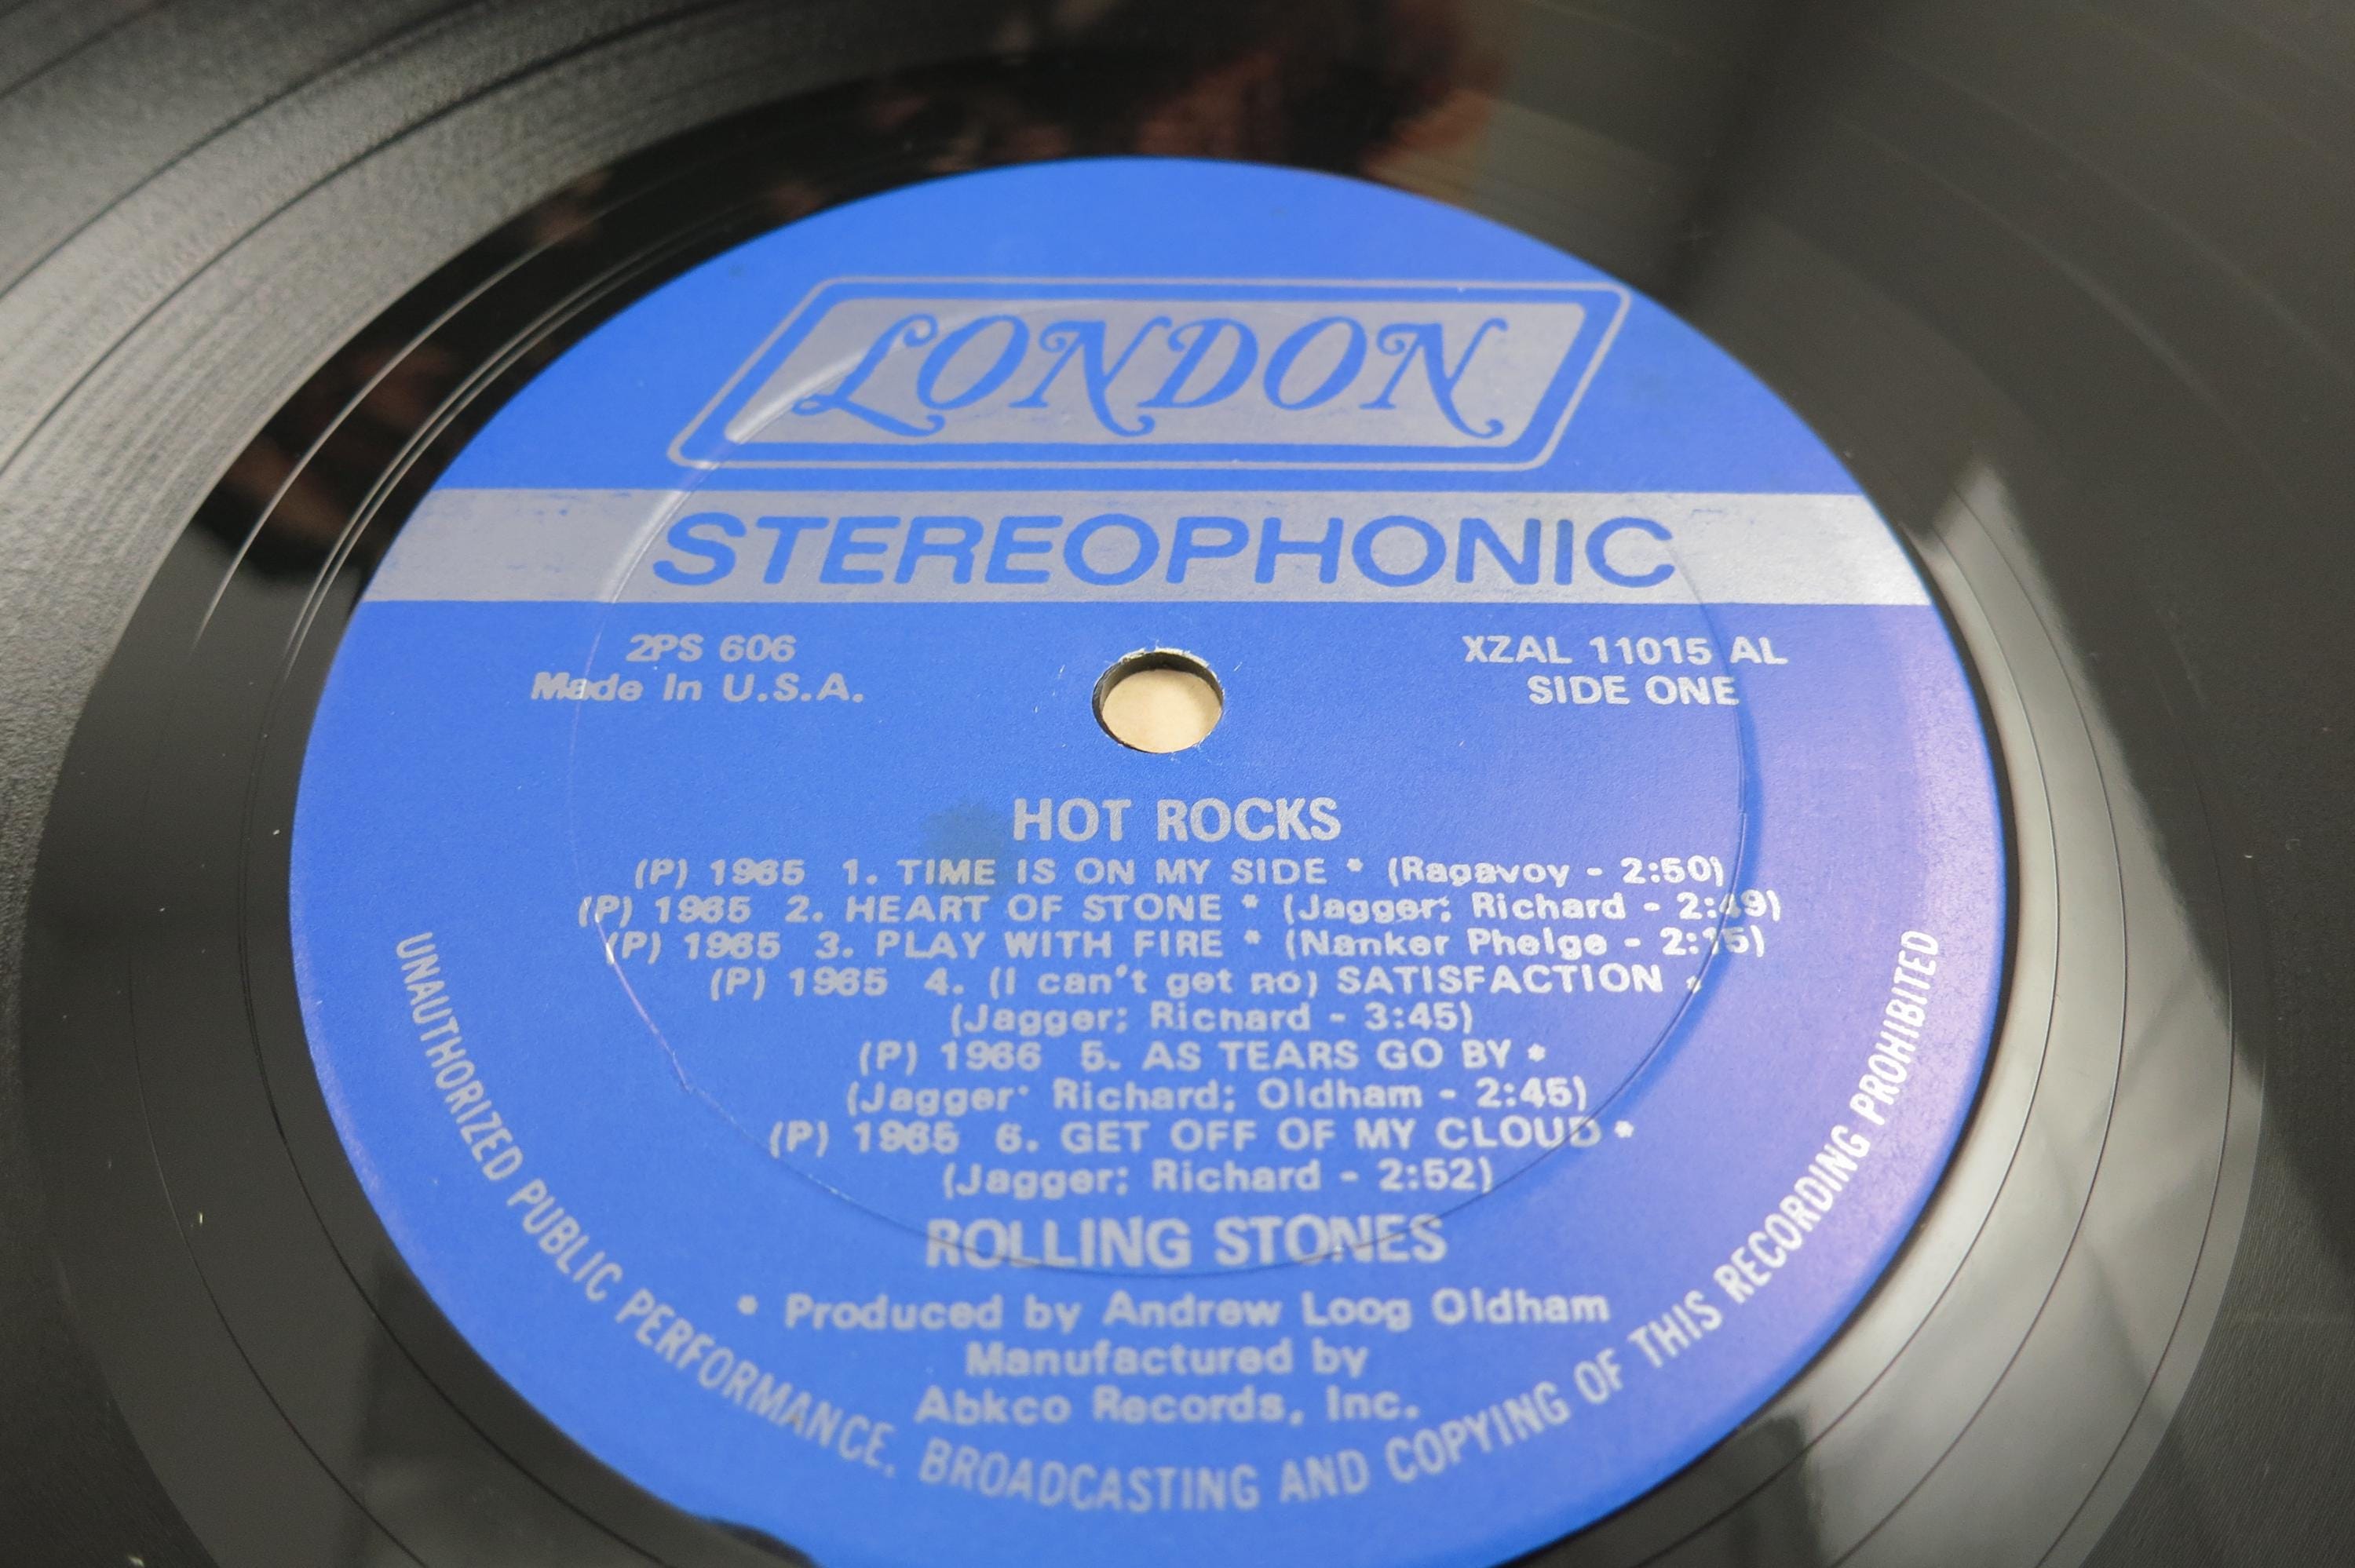 LONDON
STEREOPHONIC
2PS 606
Made In U.S.A.
XZAL 11015 AL
SIDE ONE
HOT ROCKS
(P) 1965 1. TIME IS ON MY SIDE * (Ragavoy - 2:50)
(P) 1965 2. HEART OF STONE * (Jagger; Richard - 2:49)
(P) 1965 3. PLAY WITH FIRE * (Nanker Phelge - 2:15)
(P) 1965 4. (I can't get no) SATISFACTION *
(Jagger; Richard - 3:45)
(P) 1966 5. AS TEARS GO BY *
(Jagger; Richard; Oldham - 2:45)
(P) 1965 6. GET OFF OF MY CLOUD *
(Jagger; Richard - 2:52)
ROLLING STONES
* Produced by Andrew Loog Oldham
Manufactured by
Abkco Records, Inc.
UNAUTHORIZED PUBLIC PERFORMANCE, BROADCASTING AND COPYING OF THIS RECORDING PROHIBITED